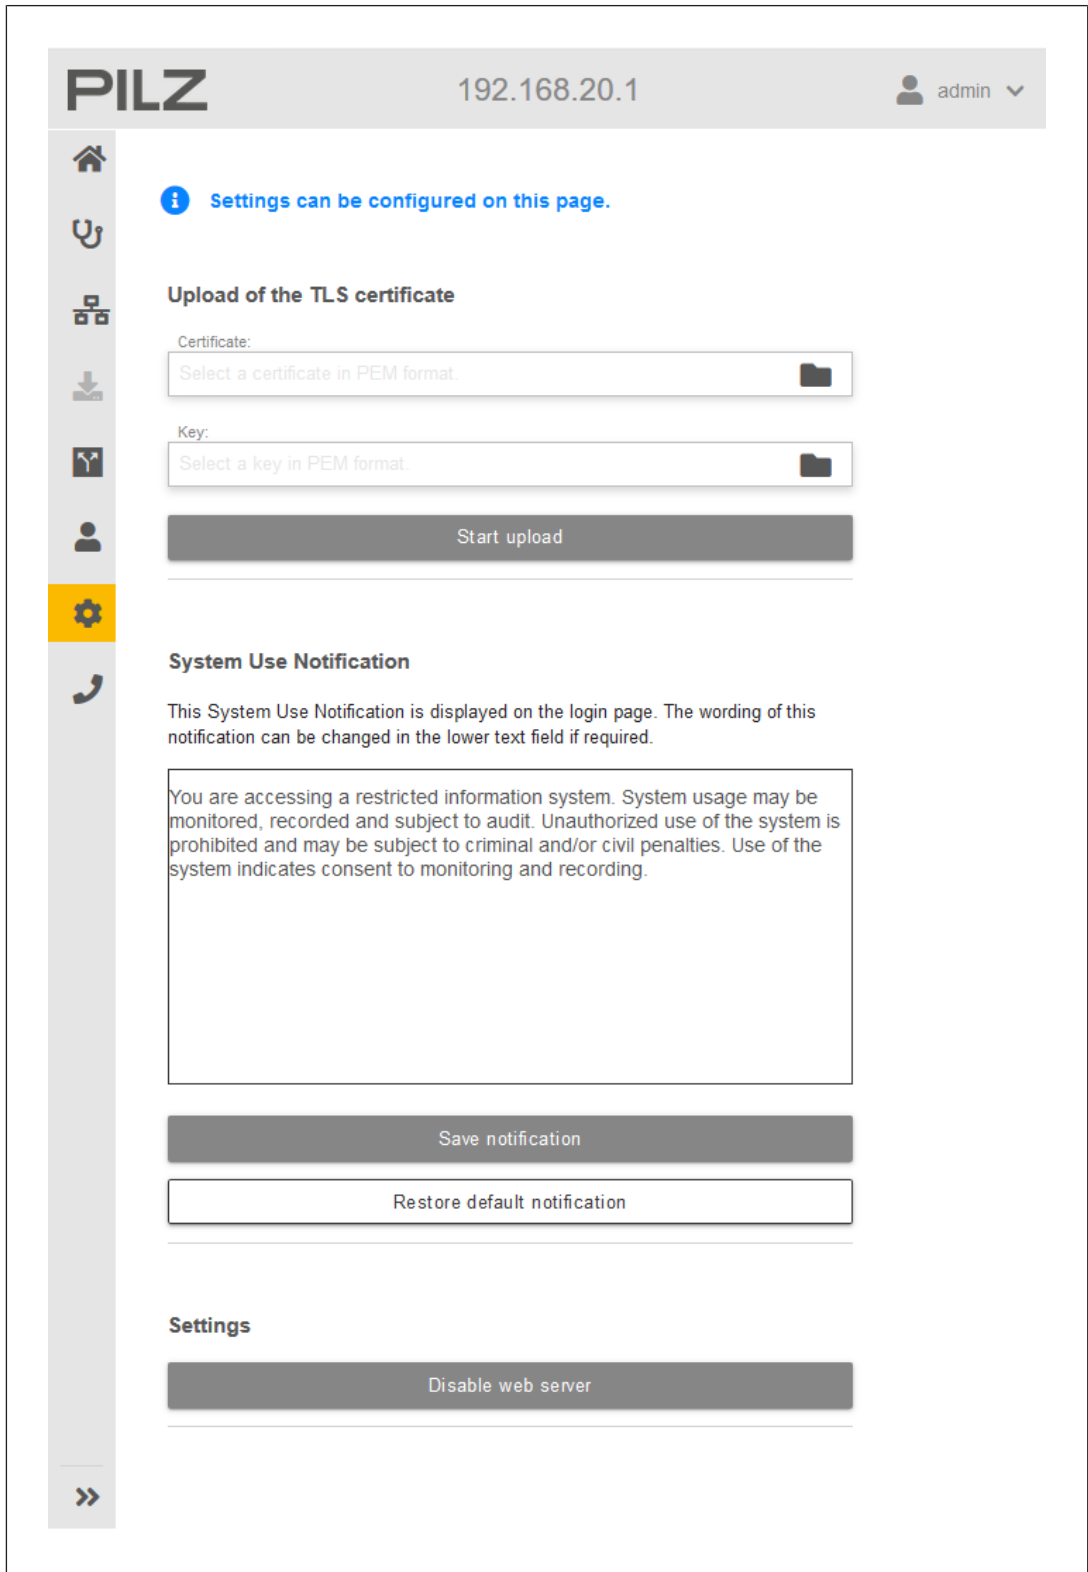 PILZ
192.168.20.1
admin
Settings can be configured on this page.
Upload of the TLS certificate
Certificate:
Select a certificate in PEM format.
Key:
Select a key in PEM format.
Start upload
System Use Notification
This System Use Notification is displayed on the login page. The wording of this
notification can be changed in the lower text field if required.
You are accessing a restricted information system. System usage may be
monitored, recorded and subject to audit. Unauthorized use of the system is
prohibited and may be subject to criminal and/or civil penalties. Use of the
system indicates consent to monitoring and recording.
Save notification
Restore default notification
Settings
Disable web server